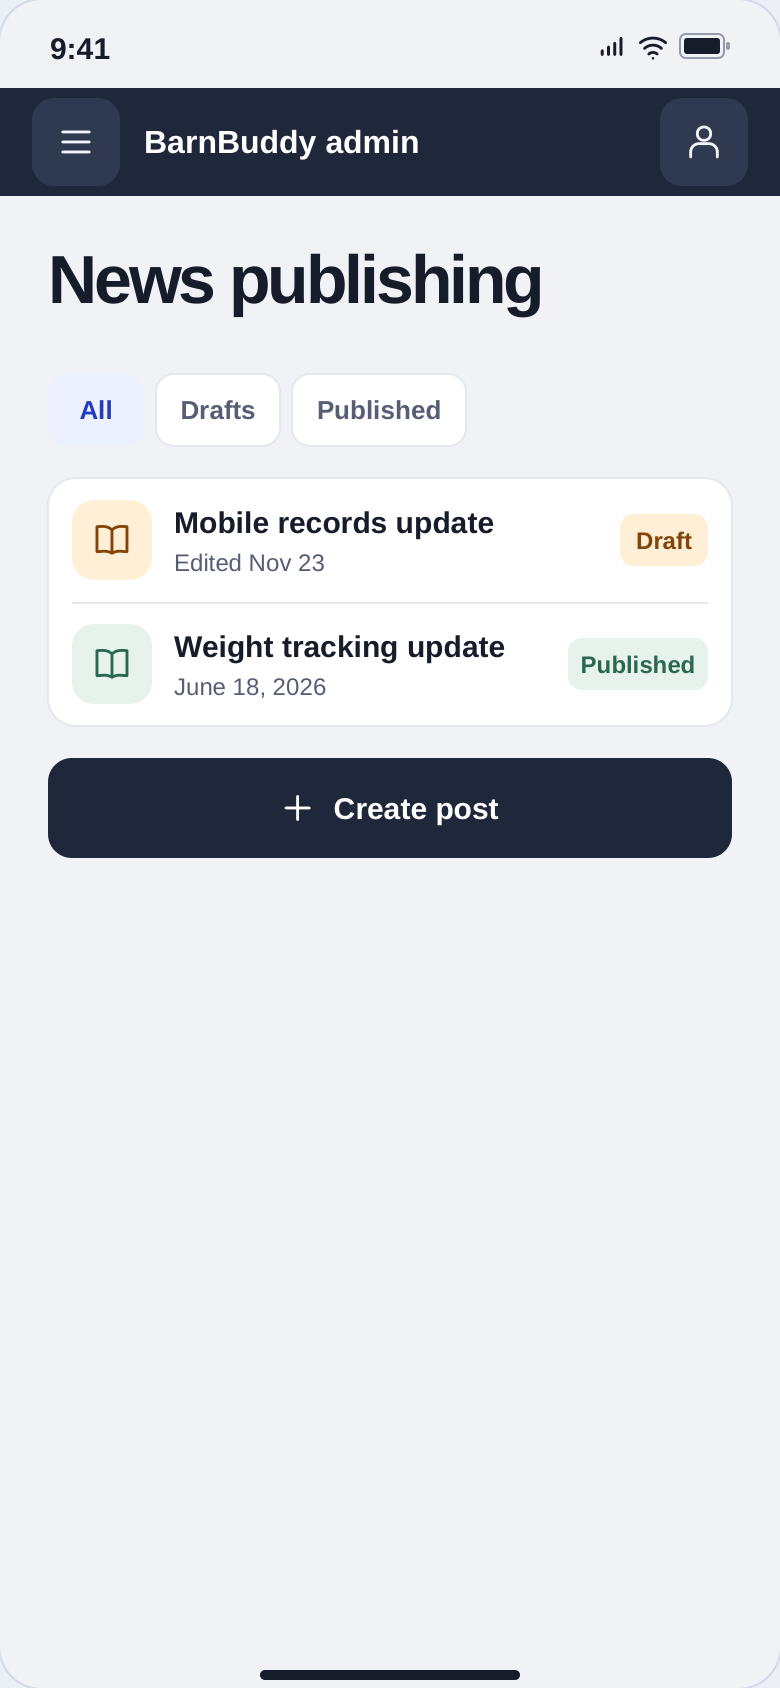 9:41
BarnBuddy admin
News publishing
All
Drafts
Published
Mobile records update
Edited Nov 23
Draft
Weight tracking update
June 18, 2026
Published
Create post